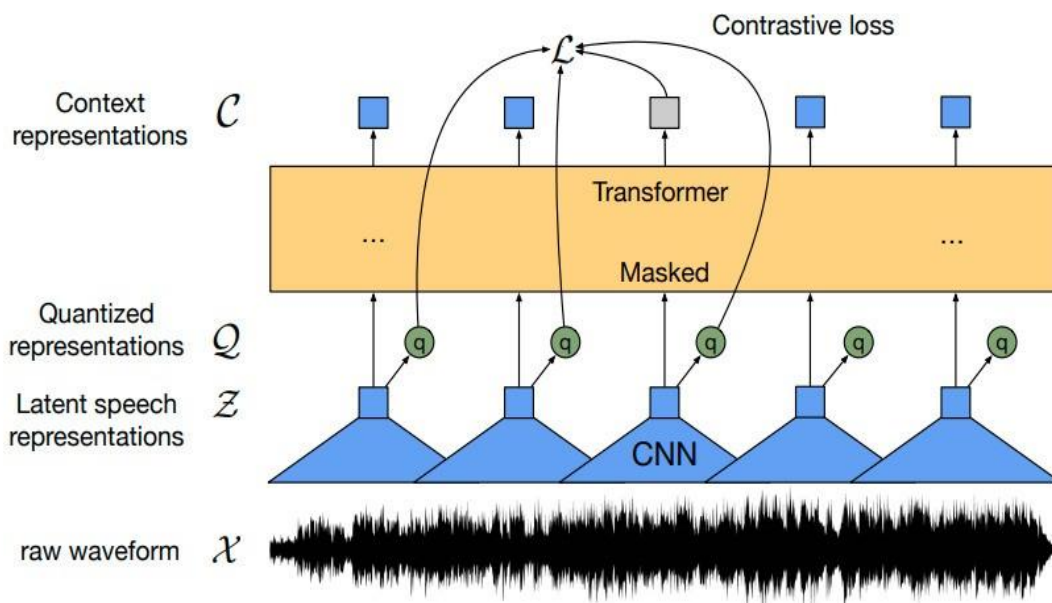 Contrastive loss
ℒ
Context
representations
𝒞
Transformer
...
...
Masked
Quantized
representations
𝒬
q
q
q
q
q
Latent speech
representations
𝒵
CNN
raw waveform
𝒳